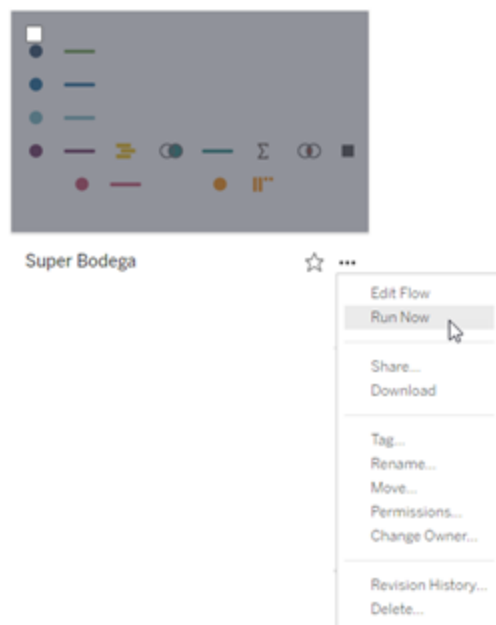 Super Bodega
Edit Flow
Run Now
Share...
Download
Tag...
Rename...
Move...
Permissions...
Change Owner...
Revision History...
Delete...